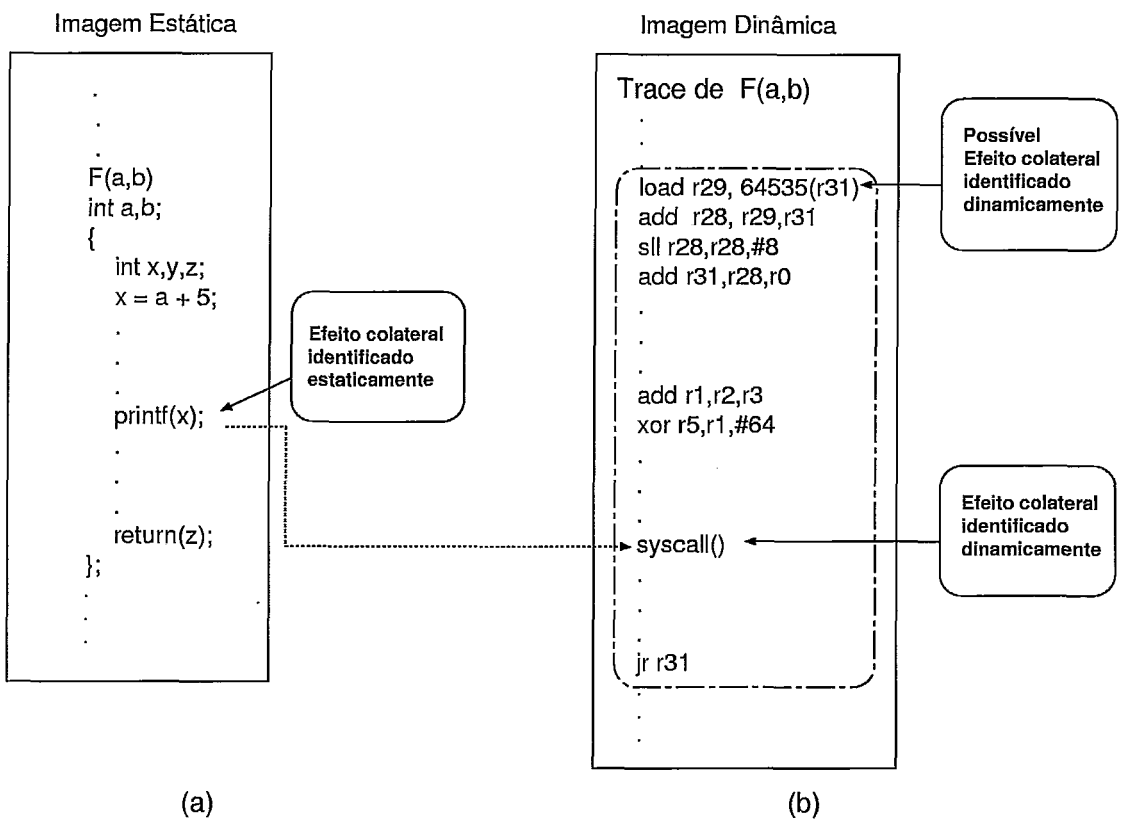 Imagem Estática
F(a,b)
int a,b;
{
int x,y,z;
x = a + 5;
printf(x);
return(z);
};
Efeito colateral
identificado
estaticamente
(a)
Imagem Dinâmica
Trace de F(a,b)
load r29, 64535(r31)
add r28, r29,r31
sll r28,r28,#8
add r31,r28,r0
add r1,r2,r3
xor r5,r1,#64
syscall()
jr r31
Possível
Efeito colateral
identificado
dinamicamente
Efeito colateral
identificado
dinamicamente
(b)